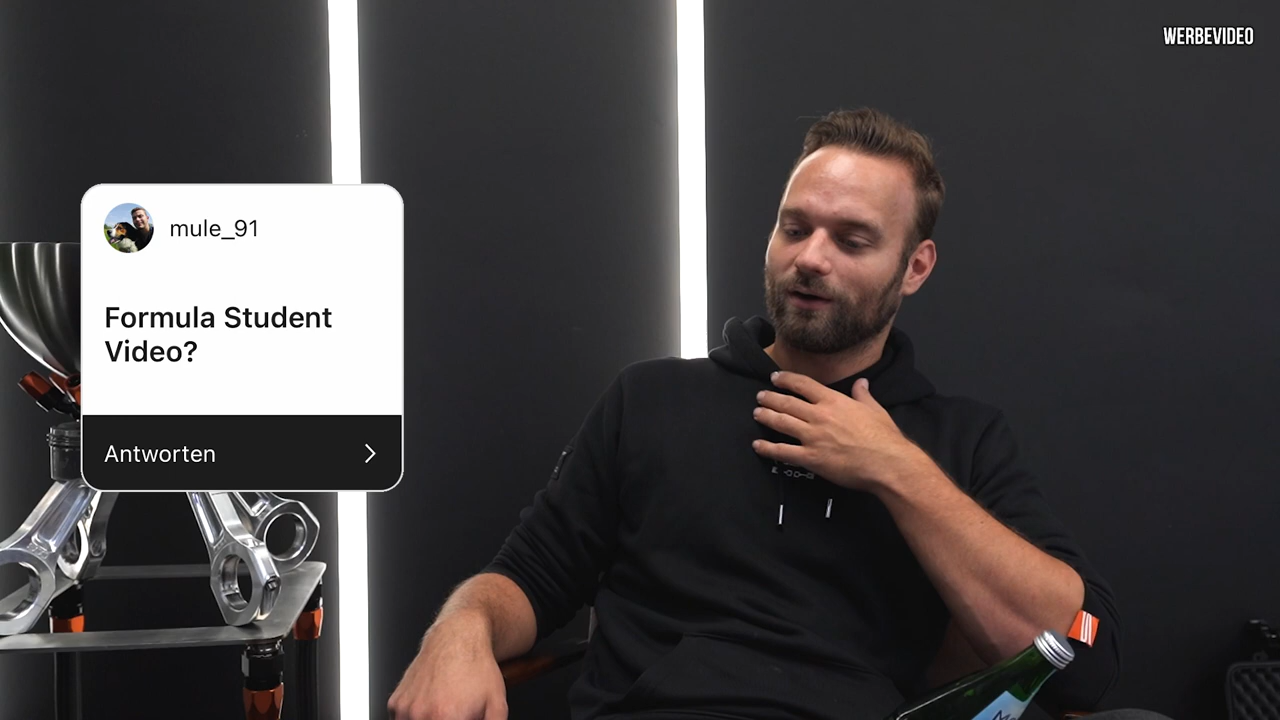 WERBEVIDEO
mule_91
Formula Student
Video?
Antworten